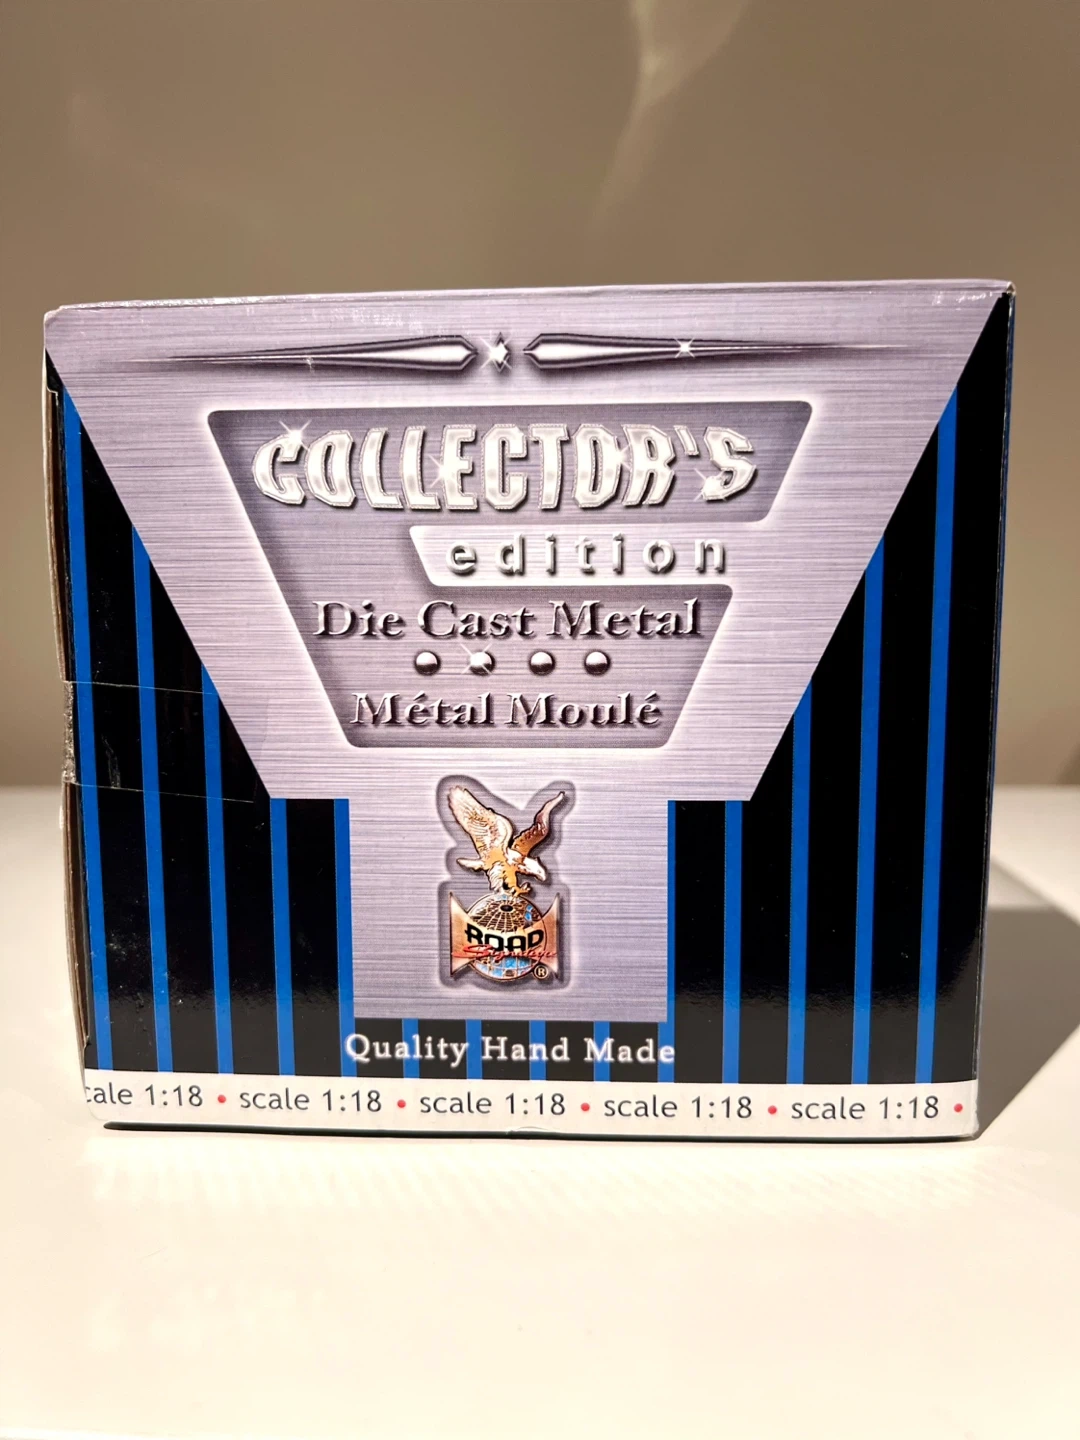 COLLECTOR'S
edition
Die Cast Metal
Métal Moulé
ROAD
Signature
®
Quality Hand Made
cale 1:18 • scale 1:18 • scale 1:18 • scale 1:18 • scale 1:18 •